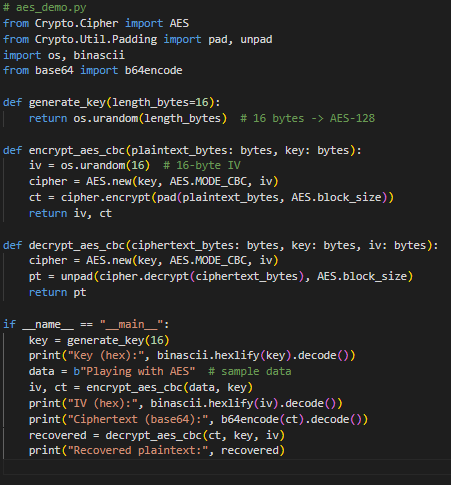 # aes_demo.py
from Crypto.Cipher import AES
from Crypto.Util.Padding import pad, unpad
import os, binascii
from base64 import b64encode

def generate_key(length_bytes=16):
    return os.urandom(length_bytes)  # 16 bytes -> AES-128

def encrypt_aes_cbc(plaintext_bytes: bytes, key: bytes):
    iv = os.urandom(16)  # 16-byte IV
    cipher = AES.new(key, AES.MODE_CBC, iv)
    ct = cipher.encrypt(pad(plaintext_bytes, AES.block_size))
    return iv, ct

def decrypt_aes_cbc(ciphertext_bytes: bytes, key: bytes, iv: bytes):
    cipher = AES.new(key, AES.MODE_CBC, iv)
    pt = unpad(cipher.decrypt(ciphertext_bytes), AES.block_size)
    return pt

if __name__ == "__main__":
    key = generate_key(16)
    print("Key (hex):", binascii.hexlify(key).decode())
    data = b"Playing with AES"  # sample data
    iv, ct = encrypt_aes_cbc(data, key)
    print("IV (hex):", binascii.hexlify(iv).decode())
    print("Ciphertext (base64):", b64encode(ct).decode())
    recovered = decrypt_aes_cbc(ct, key, iv)
    print("Recovered plaintext:", recovered)